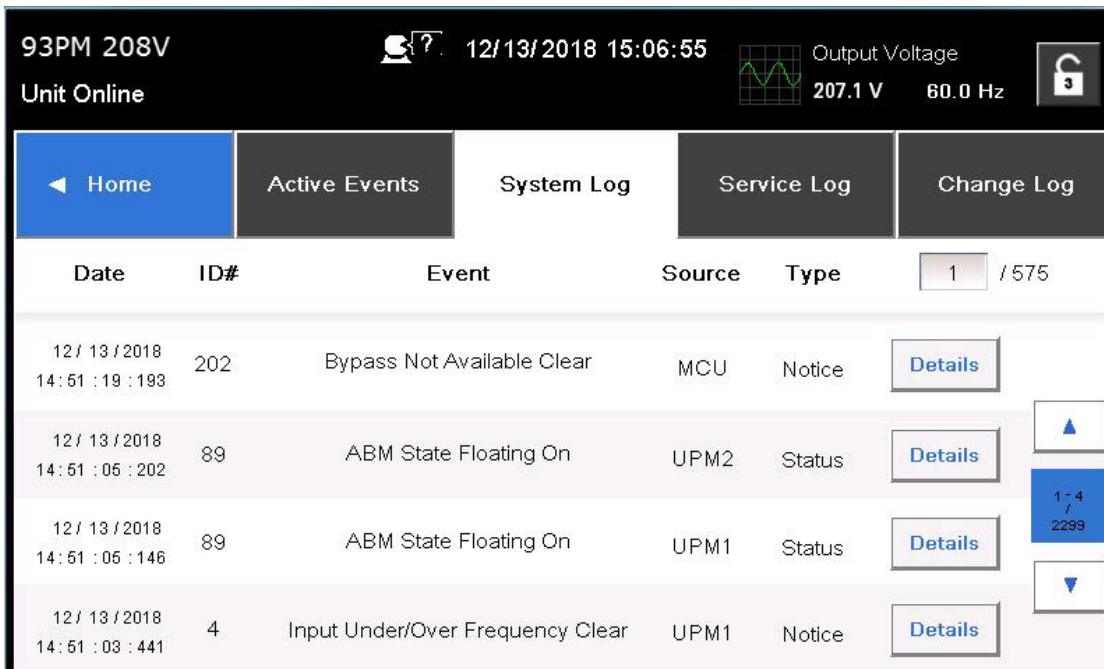 93PM 208V
?
12/13/2018 15:06:55
Output Voltage
Unit Online
207.1 V 60.0 Hz
3
◄ Home
Active Events
System Log
Service Log
Change Log
Date ID# Event Source Type 1 / 575
12/ 13 / 2018
14:51 :19 :193
202 Bypass Not Available Clear MCU Notice Details
12/ 13 / 2018
14:51 :05 :202
89 ABM State Floating On UPM2 Status Details
▲
1 - 4
/
2299
12/ 13 / 2018
14:51 :05 :146
89 ABM State Floating On UPM1 Status Details
▼
12/ 13 / 2018
14:51 :03 :441
4 Input Under/Over Frequency Clear UPM1 Notice Details